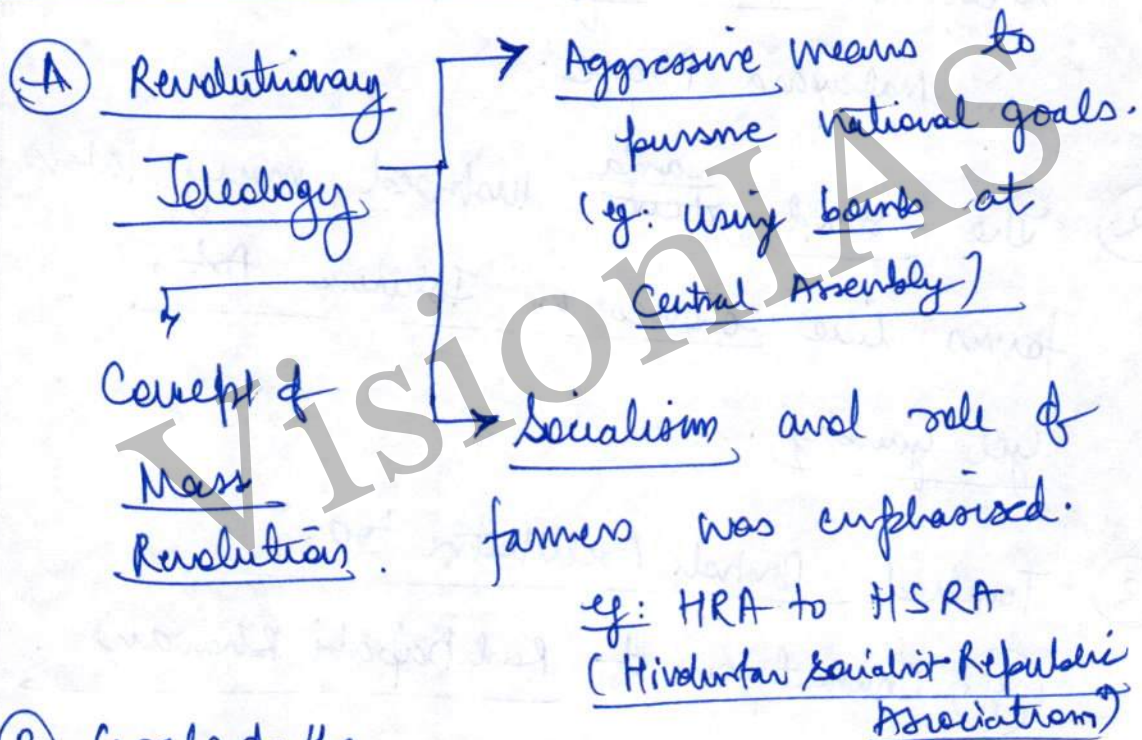 (A) Revolutionary
Ideology
Aggressive means to
pursue national goals.
(eg: using bombs at
Central Assembly)
Concept of
Mass
Revolution.
Socialism and role of
farmers was emphasised.
eg: HRA to HSRA
(Hindustan Socialist Republic
Association)
VisionIAS